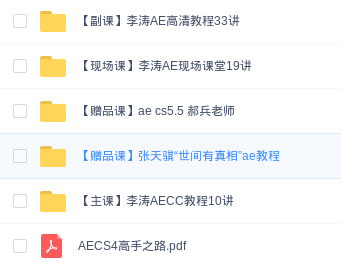 【副课】李涛AE高清教程33讲
【现场课】李涛AE现场课堂19讲
【赠品课】ae cs5.5 郝兵老师
【赠品课】张天骐“世间有真相”ae教程
【主课】李涛AECC教程10讲
AECS4高手之路.pdf